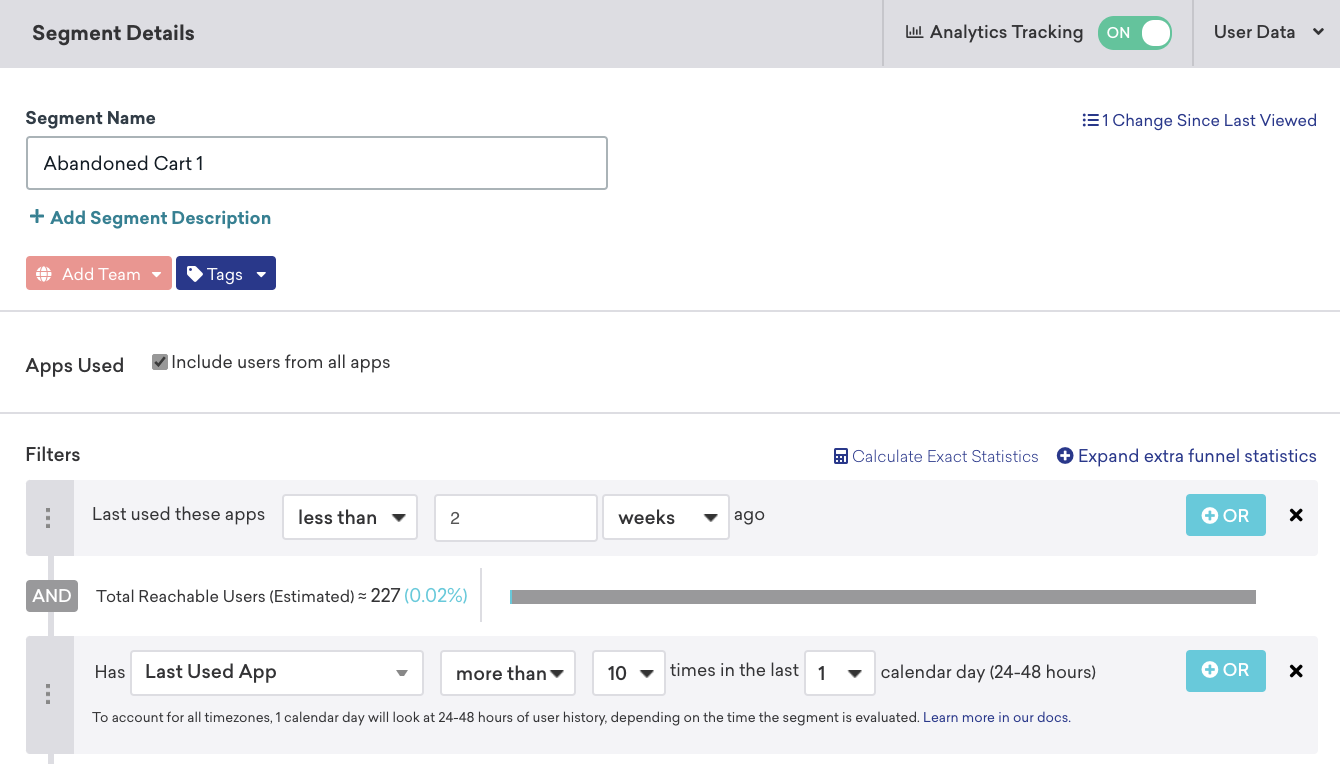 Segment Details
Analytics Tracking ON
User Data
Segment Name
1 Change Since Last Viewed
Abandoned Cart 1
+ Add Segment Description
Add Team
Tags
Apps Used
Include users from all apps
Filters
Calculate Exact Statistics
Expand extra funnel statistics
Last used these apps less than 2 weeks ago
OR
AND
Total Reachable Users (Estimated) ≈ 227 (0.02%)
Has Last Used App more than 10 times in the last 1 calendar day (24-48 hours)
OR
To account for all timezones, 1 calendar day will look at 24-48 hours of user history, depending on the time the segment is evaluated. Learn more in our docs.